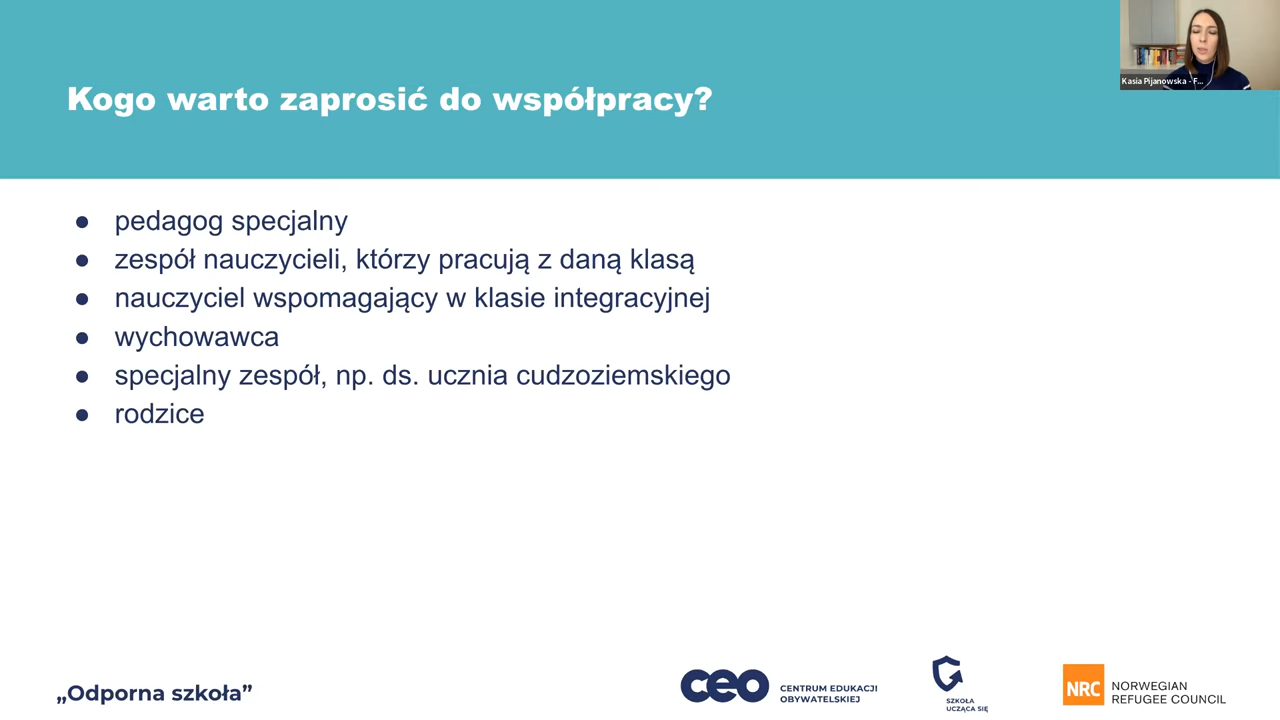 Kasia Pijanowska - F...
Kogo warto zaprosić do współpracy?
● pedagog specjalny
● zespół nauczycieli, którzy pracują z daną klasą
● nauczyciel wspomagający w klasie integracyjnej
● wychowawca
● specjalny zespół, np. ds. ucznia cudzoziemskiego
● rodzice
„Odporna szkoła”
ceo
CENTRUM EDUKACJI
OBYWATELSKIEJ
SZKOŁA
UCZĄCA SIĘ
NRC
NORWEGIAN
REFUGEE COUNCIL